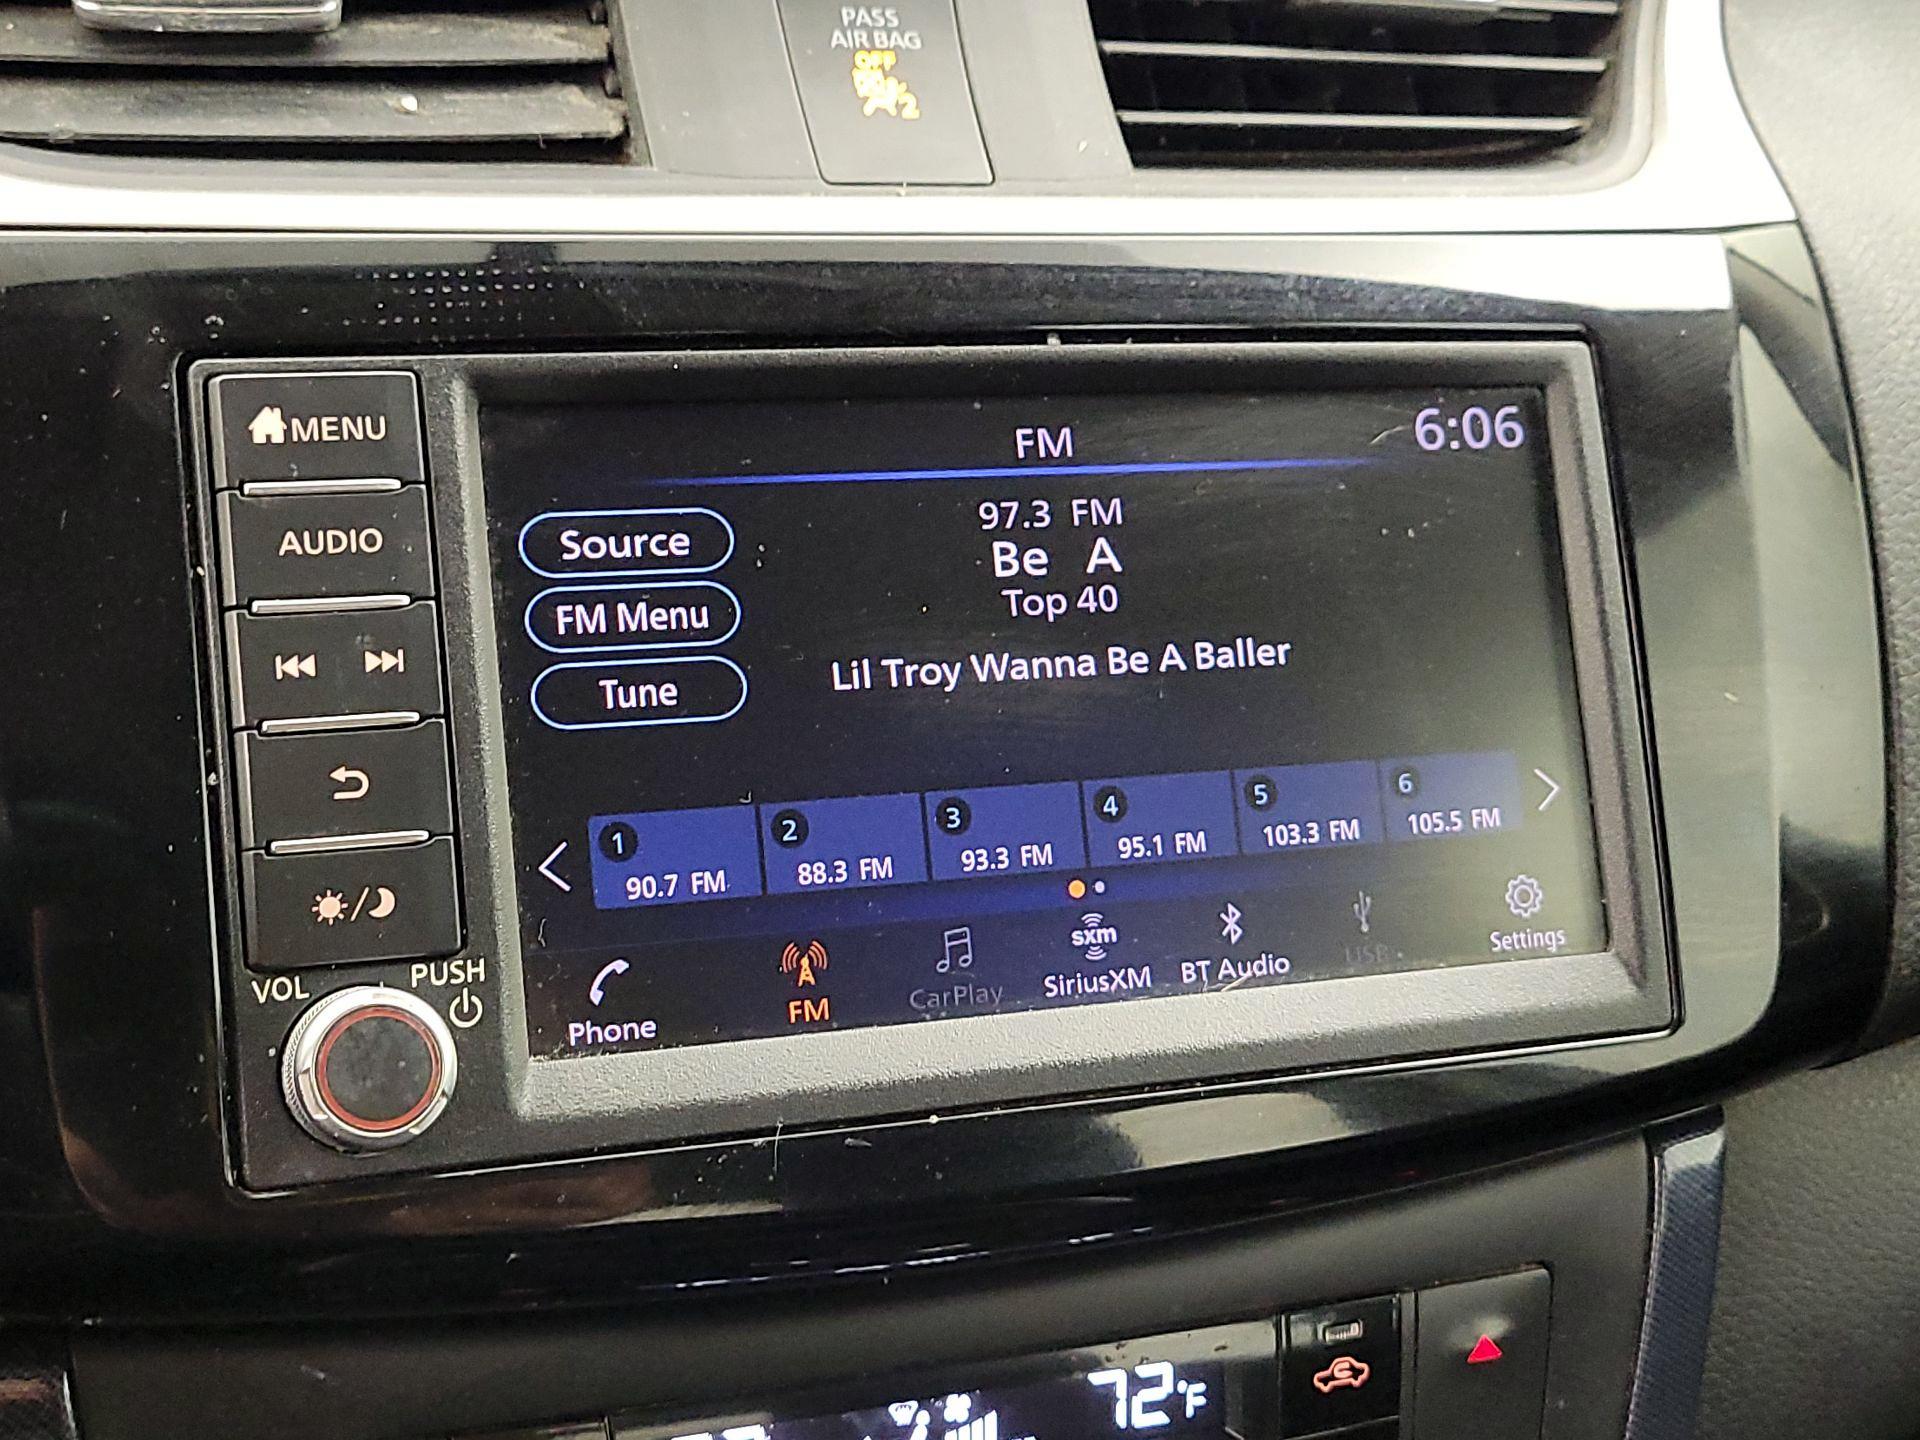 PASS
AIR BAG
OFF
2
MENU
AUDIO
VOL
PUSH
FM
6:06
Source
FM Menu
Tune
97.3 FM
Be A
Top 40
Lil Troy Wanna Be A Baller
1
90.7 FM
2
88.3 FM
3
93.3 FM
4
95.1 FM
5
103.3 FM
6
105.5 FM
Phone
FM
CarPlay
sxm
SiriusXM
BT Audio
USB
Settings
72°F